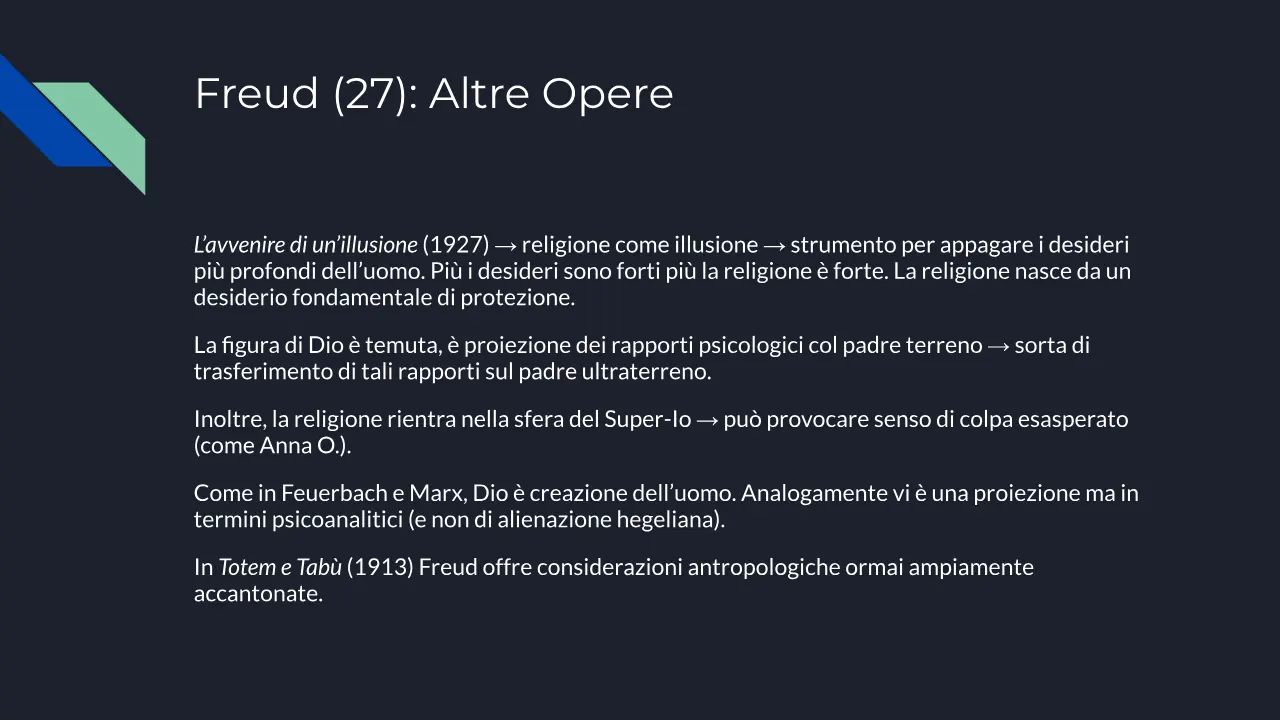 Freud (27): Altre Opere
L’avvenire di un’illusione (1927) → religione come illusione → strumento per appagare i desideri
più profondi dell’uomo. Più i desideri sono forti più la religione è forte. La religione nasce da un
desiderio fondamentale di protezione.
La figura di Dio è temuta, è proiezione dei rapporti psicologici col padre terreno → sorta di
trasferimento di tali rapporti sul padre ultraterreno.
Inoltre, la religione rientra nella sfera del Super-Io → può provocare senso di colpa esasperato
(come Anna O.).
Come in Feuerbach e Marx, Dio è creazione dell’uomo. Analogamente vi è una proiezione ma in
termini psicoanalitici (e non di alienazione hegeliana).
In Totem e Tabù (1913) Freud offre considerazioni antropologiche ormai ampiamente
accantonate.